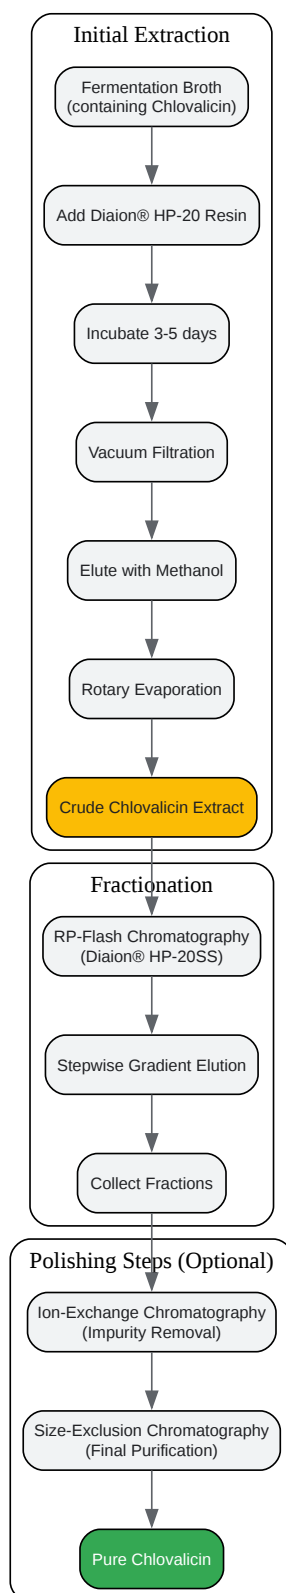 Initial Extraction
Fermentation Broth
(containing Chlovalicin)
Add Diaion® HP-20 Resin
Incubate 3-5 days
Vacuum Filtration
Elute with Methanol
Rotary Evaporation
Crude Chlovalicin Extract
Fractionation
RP-Flash Chromatography
(Diaion® HP-20SS)
Stepwise Gradient Elution
Collect Fractions
Polishing Steps (Optional)
Ion-Exchange Chromatography
(Impurity Removal)
Size-Exclusion Chromatography
(Final Purification)
Pure Chlovalicin